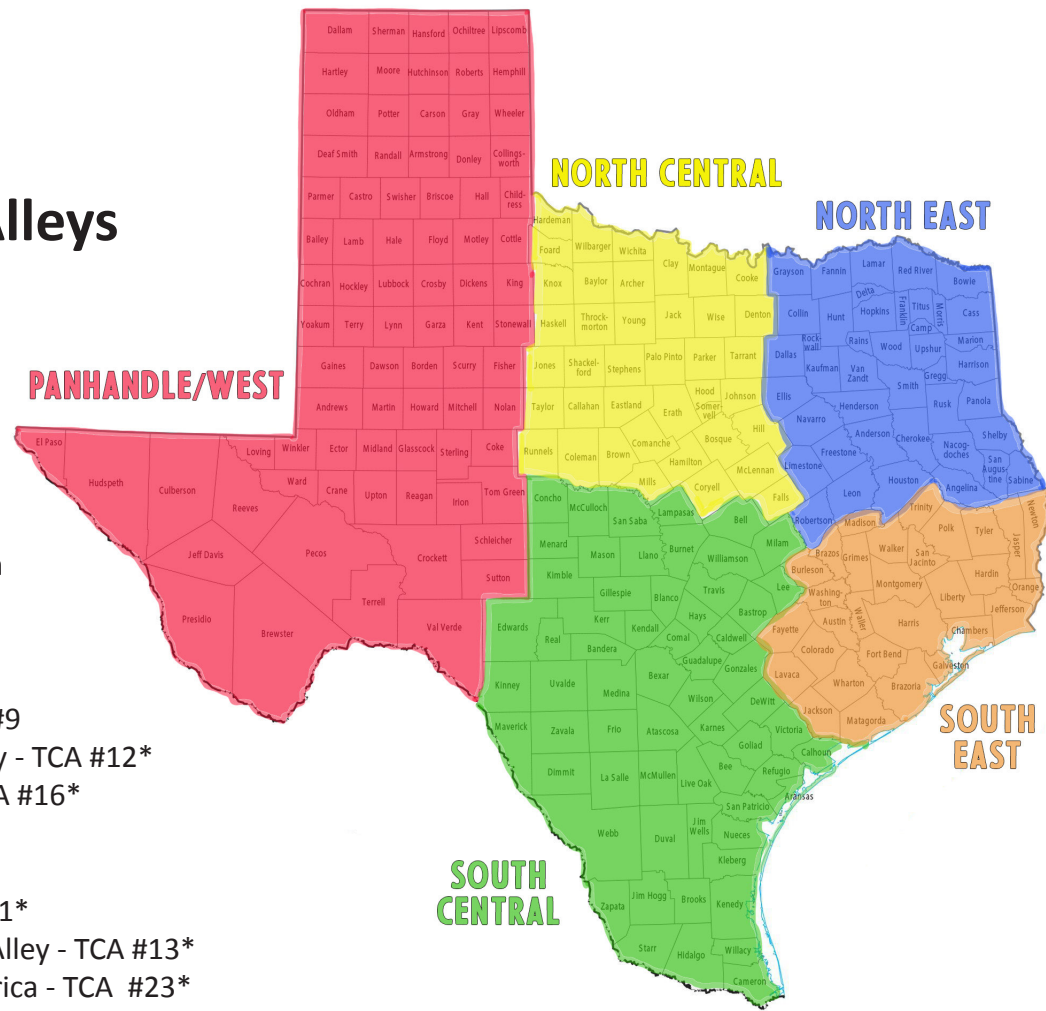 Alleys
#9
y - TCA #12*
A #16*
1*
Alley - TCA #13*
rica - TCA #23*
PANHANDLE/WEST
Dallam Sherman Hansford Ochiltree Lipscomb
Hartley Moore Hutchinson Roberts Hemphill
Oldham Potter Carson Gray Wheeler
Deaf Smith Randall Armstrong Donley Collings-
worth
Parmer Castro Swisher Briscoe Hall Child-
ress
Bailey Lamb Hale Floyd Motley Cottle
Cochran Hockley Lubbock Crosby Dickens King
Yoakum Terry Lynn Garza Kent Stonewall
Gaines Dawson Borden Scurry Fisher
Andrews Martin Howard Mitchell Nolan
El Paso Loving Winkler Ector Midland Glasscock Sterling Coke
Hudspeth Culberson Reeves Ward Crane Upton Reagan Irion Tom Green
Jeff Davis Pecos Crockett Schleicher
Sutton
Presidio Brewster Terrell Val Verde
NORTH CENTRAL
Hardeman
Foard Wilbarger Wichita Clay Montague Cooke
Knox Baylor Archer
Haskell Throck-
morton Young Jack Wise Denton
Jones Shackel-
ford Stephens Palo Pinto Parker Tarrant
Taylor Callahan Eastland Erath Hood Somer-
vell Johnson
Hill
Runnels Coleman Brown Comanche Bosque
Mills Hamilton McLennan
Coryell Falls
NORTH EAST
Grayson Fannin Lamar Red River Bowie
Collin Hunt Delta Hopkins Franklin Titus Morris Cass
Camp
Dallas Rock-
wall Rains Wood Upshur Marion
Kaufman Van
Zandt Gregg Harrison
Ellis Henderson Smith Rusk Panola
Navarro Anderson Cherokee Shelby
Freestone Nacog-
doches
Limestone Leon Houston Angelina San
Augus-
tine Sabine
Robertson
SOUTH CENTRAL
Concho McCulloch San Saba Lampasas Bell
Menard Mason Llano Burnet Williamson Milam
Kimble Gillespie Blanco Travis Lee
Edwards Real Kerr Kendall Hays Bastrop
Bandera Comal Caldwell
Kinney Uvalde Medina Bexar Guadalupe Gonzales
Maverick Zavala Frio Atascosa Wilson Karnes DeWitt
Victoria
Goliad Calhoun
Dimmit La Salle McMullen Live Oak Bee Refugio
Aransas
San Patricio
Webb Duval Jim
Wells Nueces
Kleberg
Zapata Jim Hogg Brooks Kenedy
Starr Hidalgo Willacy
Cameron
SOUTH
EAST
Madison Trinity Polk Tyler Newton
Brazos Grimes Walker San
Jacinto Jasper
Burleson Hardin
Washing-
ton Montgomery Liberty Orange
Jefferson
Fayette Austin Waller Harris Chambers
Colorado Fort Bend Galveston
Lavaca Wharton Brazoria
Jackson Matagorda